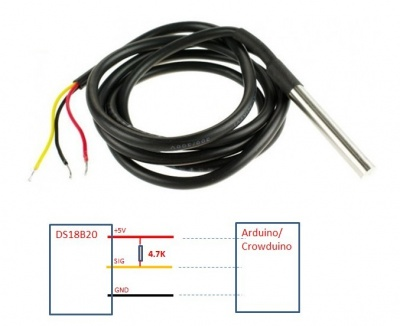 DS18B20
+5V
4.7K
SIG
GND
Arduino/
Crowduino